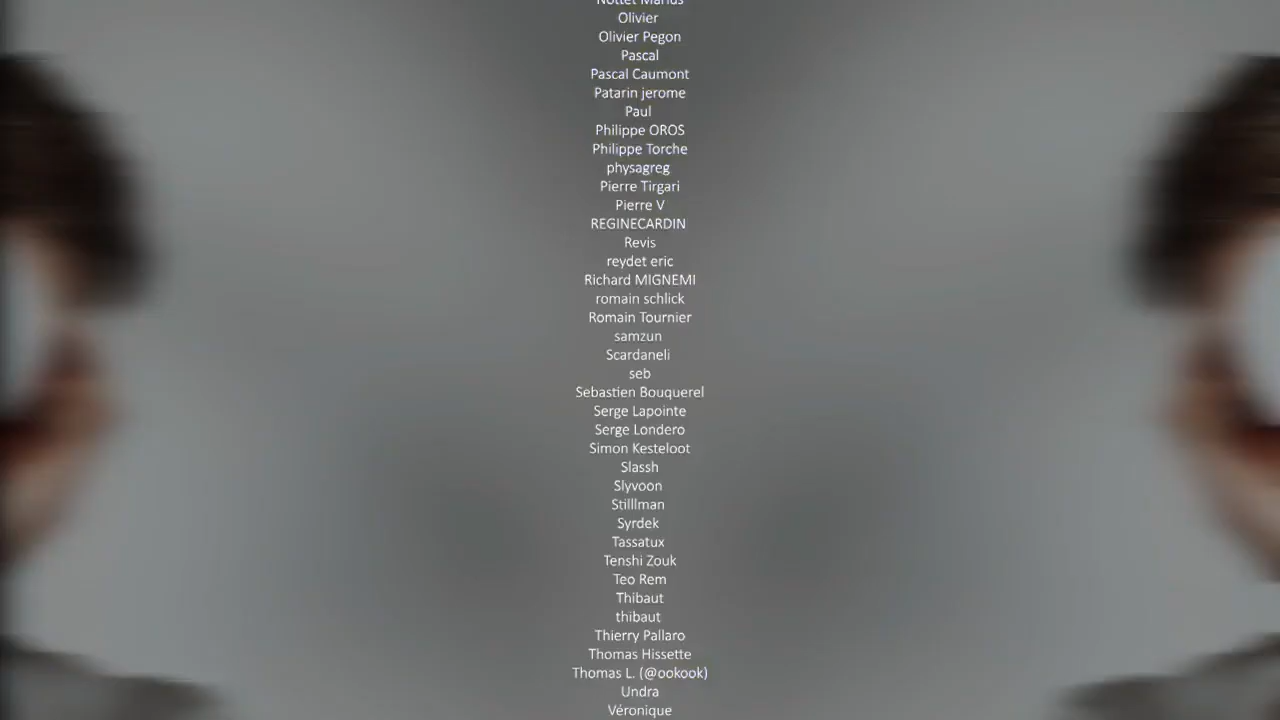 Nottet Marius
Olivier
Olivier Pegon
Pascal
Pascal Caumont
Patarin jerome
Paul
Philippe OROS
Philippe Torche
physagreg
Pierre Tirgari
Pierre V
REGINECARDIN
Revis
reydet eric
Richard MIGNEMI
romain schlick
Romain Tournier
samzun
Scardaneli
seb
Sebastien Bouquerel
Serge Lapointe
Serge Londero
Simon Kesteloot
Slassh
Slyvoon
Stilllman
Syrdek
Tassatux
Tenshi Zouk
Teo Rem
Thibaut
thibaut
Thierry Pallaro
Thomas Hissette
Thomas L. (@ookook)
Undra
Véronique